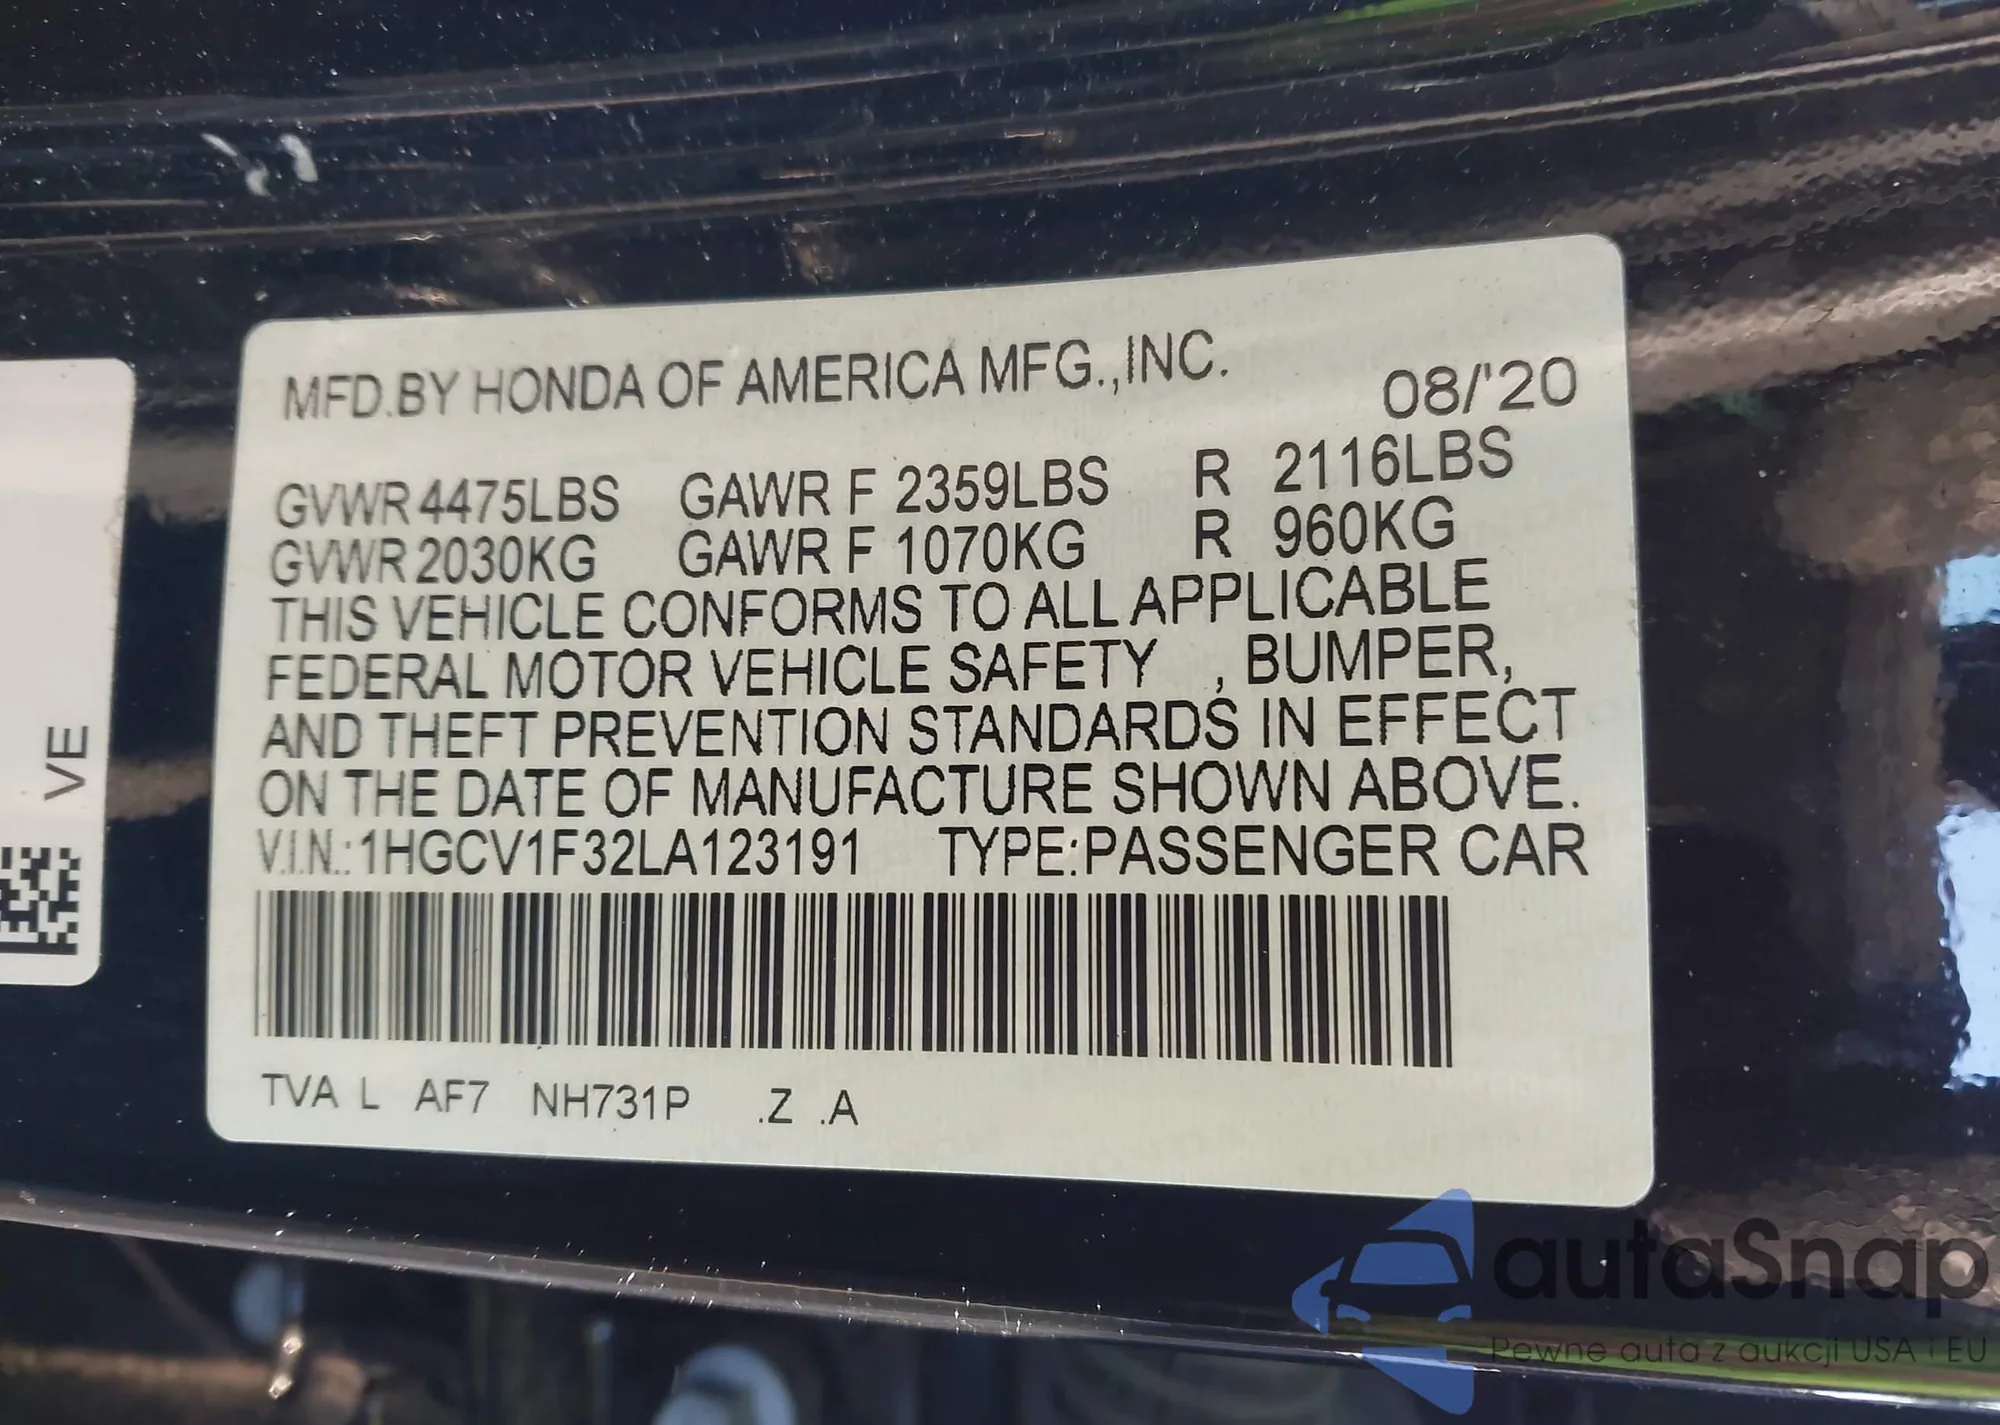 MFD.BY HONDA OF AMERICA MFG.,INC. 08/'20
GVWR 4475LBS GAWR F 2359LBS R 2116LBS
GVWR 2030KG GAWR F 1070KG R 960KG
THIS VEHICLE CONFORMS TO ALL APPLICABLE
FEDERAL MOTOR VEHICLE SAFETY , BUMPER,
AND THEFT PREVENTION STANDARDS IN EFFECT
ON THE DATE OF MANUFACTURE SHOWN ABOVE.
V.I.N.: 1HGCV1F32LA123191 TYPE:PASSENGER CAR
TVA L AF7 NH731P .Z .A
VE
autaSnap
Pewne auta z aukcji USA i EU